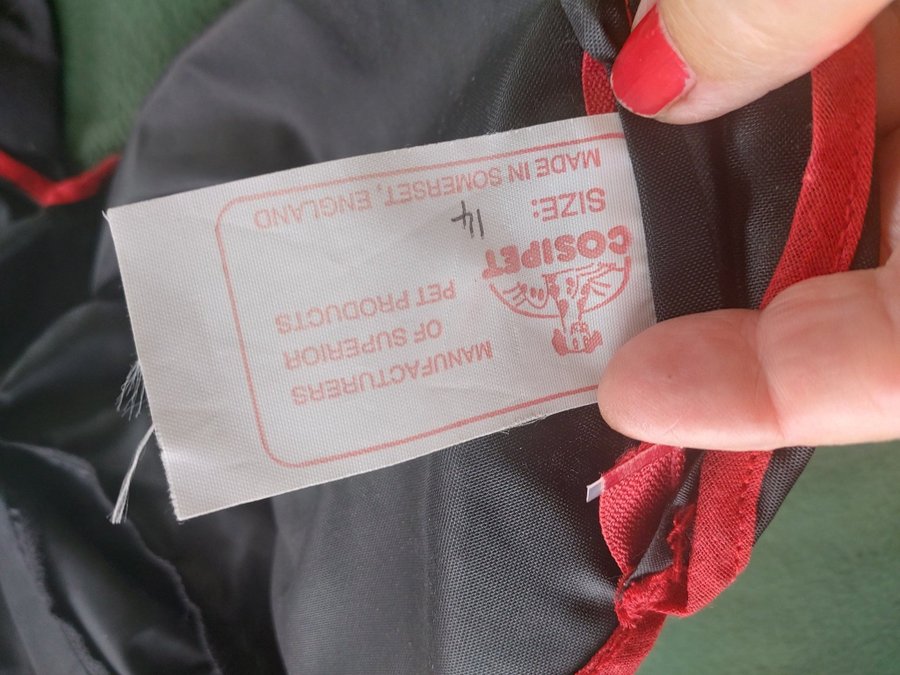 MANUFACTURERS
OF SUPERIOR
PET PRODUCTS
COSIPET
SIZE: 14
MADE IN SOMERSET, ENGLAND